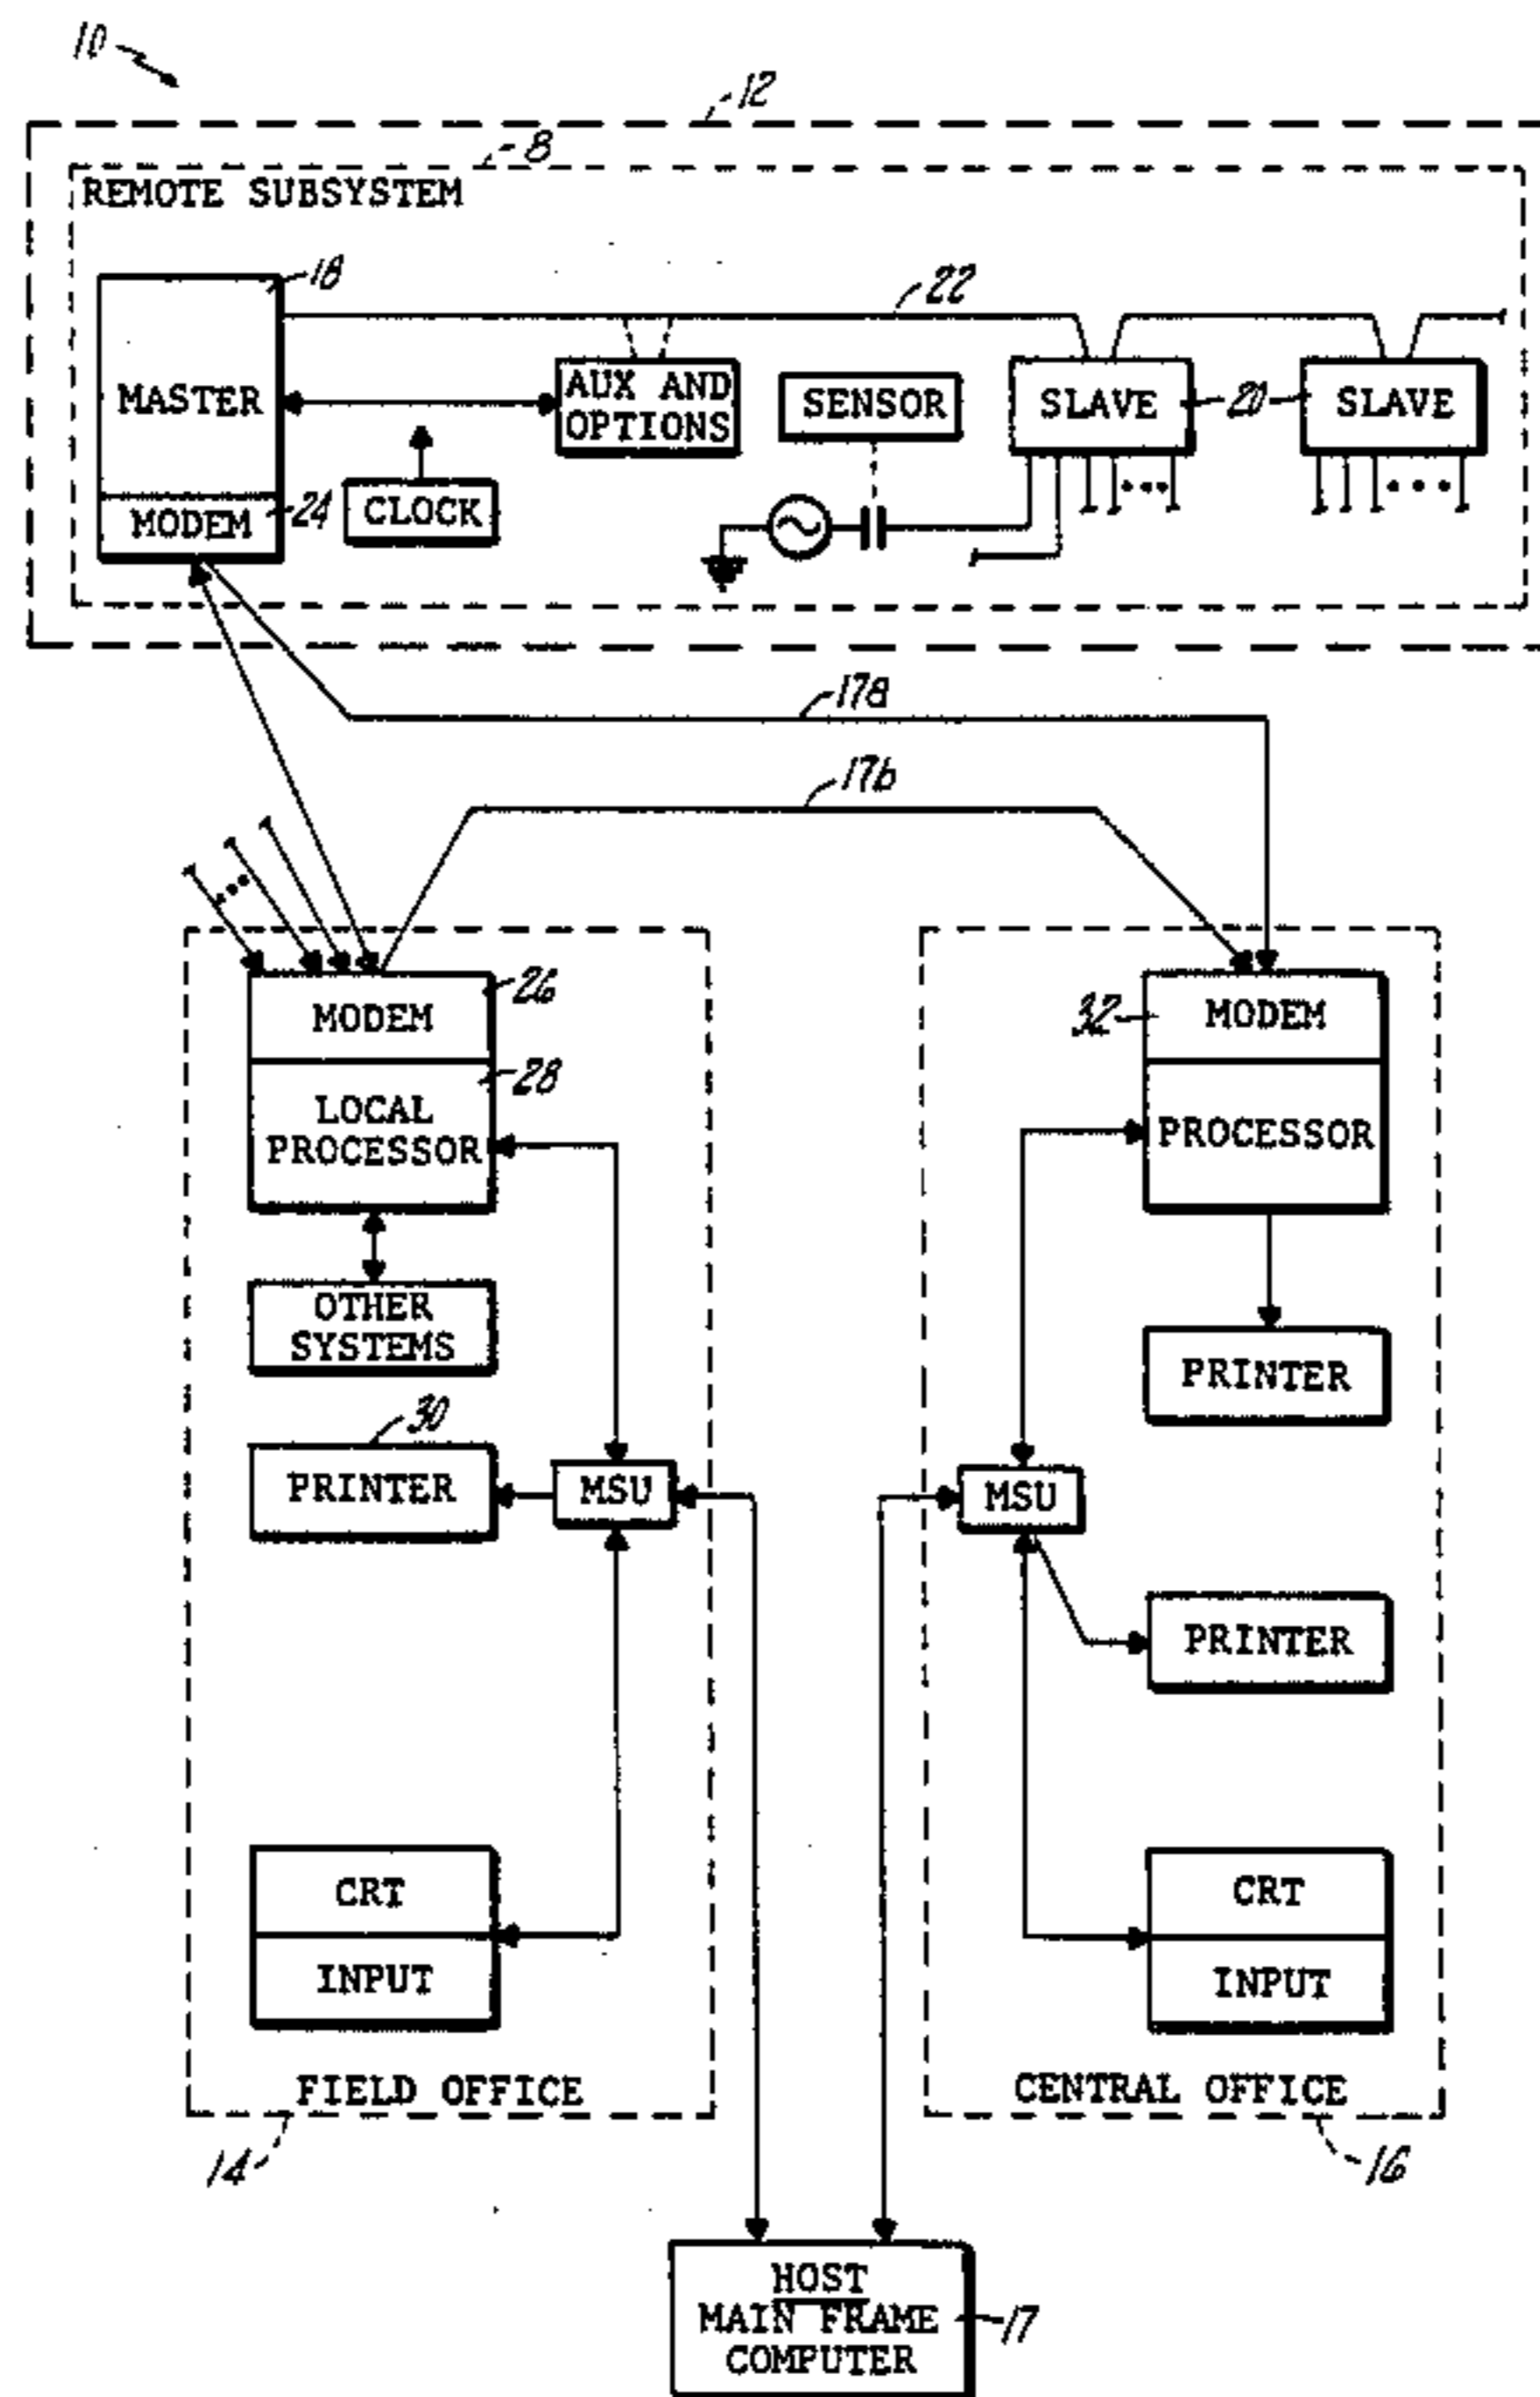 10
12
8
REMOTE SUBSYSTEM
18
22
MASTER
AUX AND
OPTIONS
SENSOR
SLAVE
20
SLAVE
MODEM
24
CLOCK
178
17b
26
MODEM
28
LOCAL
PROCESSOR
OTHER
SYSTEMS
30
PRINTER
MSU
CRT
INPUT
FIELD OFFICE
14
32
MODEM
PROCESSOR
PRINTER
MSU
PRINTER
CRT
INPUT
CENTRAL OFFICE
16
HOST
MAIN FRAME
COMPUTER
17